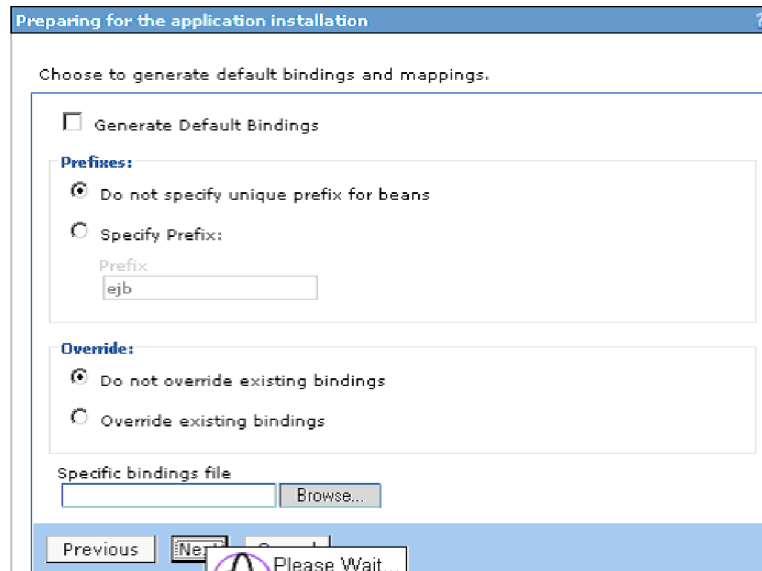 Preparing for the application installation ?
Choose to generate default bindings and mappings.
Generate Default Bindings
Prefixes:
Do not specify unique prefix for beans
Specify Prefix:
Prefix
ejb
Override:
Do not override existing bindings
Override existing bindings
Specific bindings file
Browse...
Previous
Please Wait...